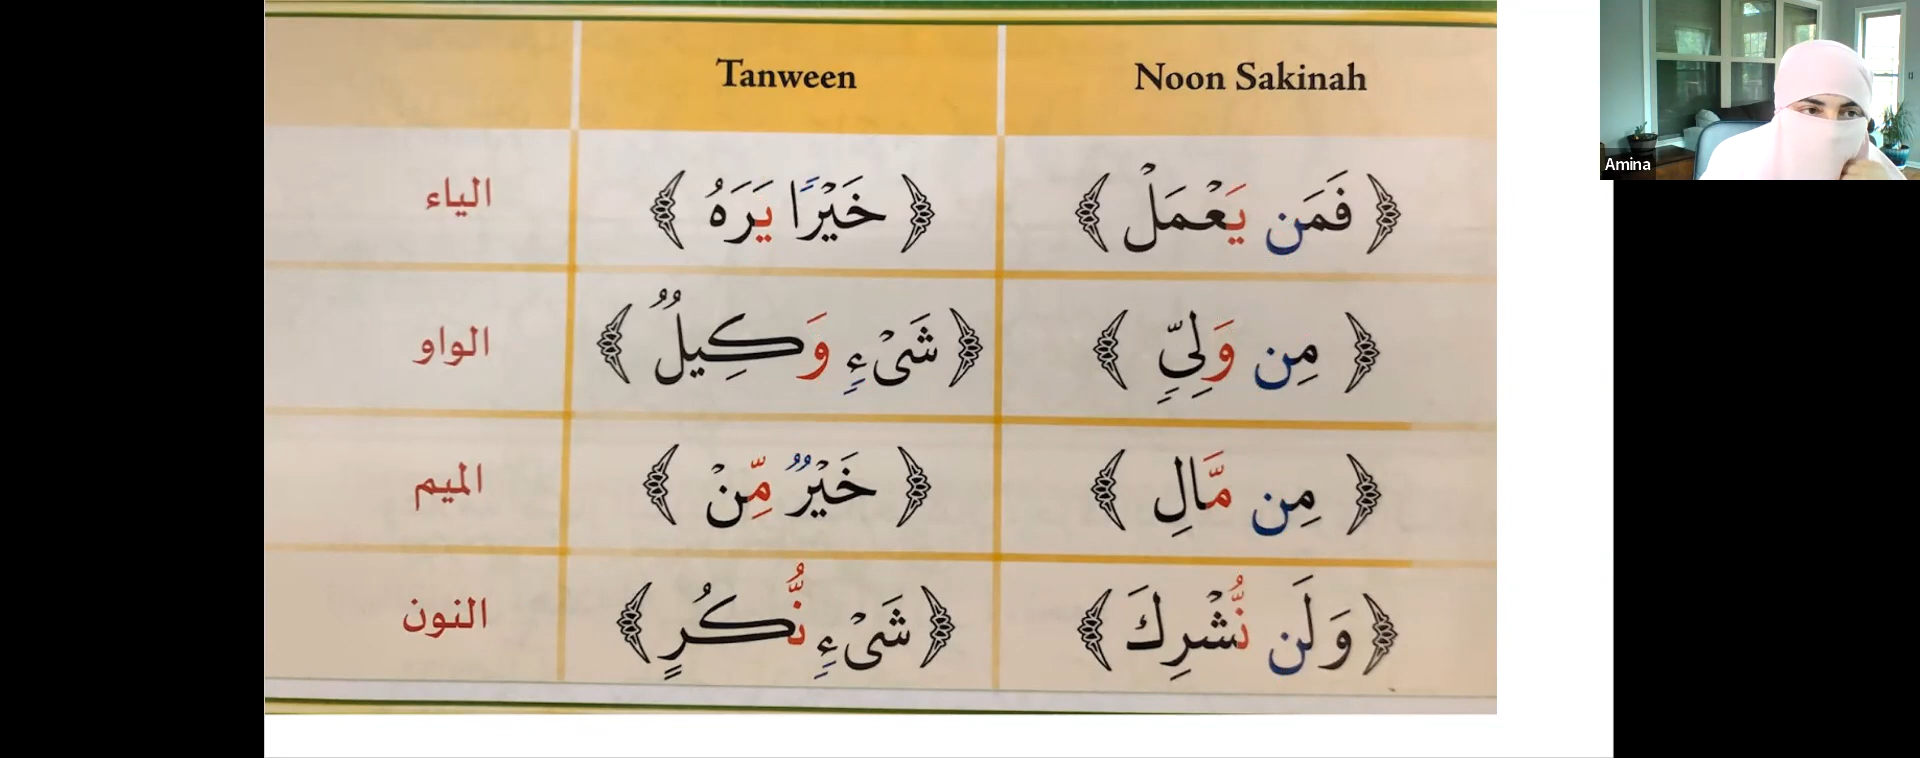 Noon Sakinah Tanween
﴿فَمَن يَعْمَلْ﴾ ﴿خَيْرًا يَرَهُ﴾ الياء
﴿مِن وَلِيٍّ﴾ ﴿شَيْءٍ وَكِيلٌ﴾ الواو
﴿مِن مَّالِ﴾ ﴿خَيْرٌ مِّنْ﴾ الميم
﴿وَلَن نُّشْرِكَ﴾ ﴿شَيْءٍ نُّكُرٍ﴾ النون
Amina